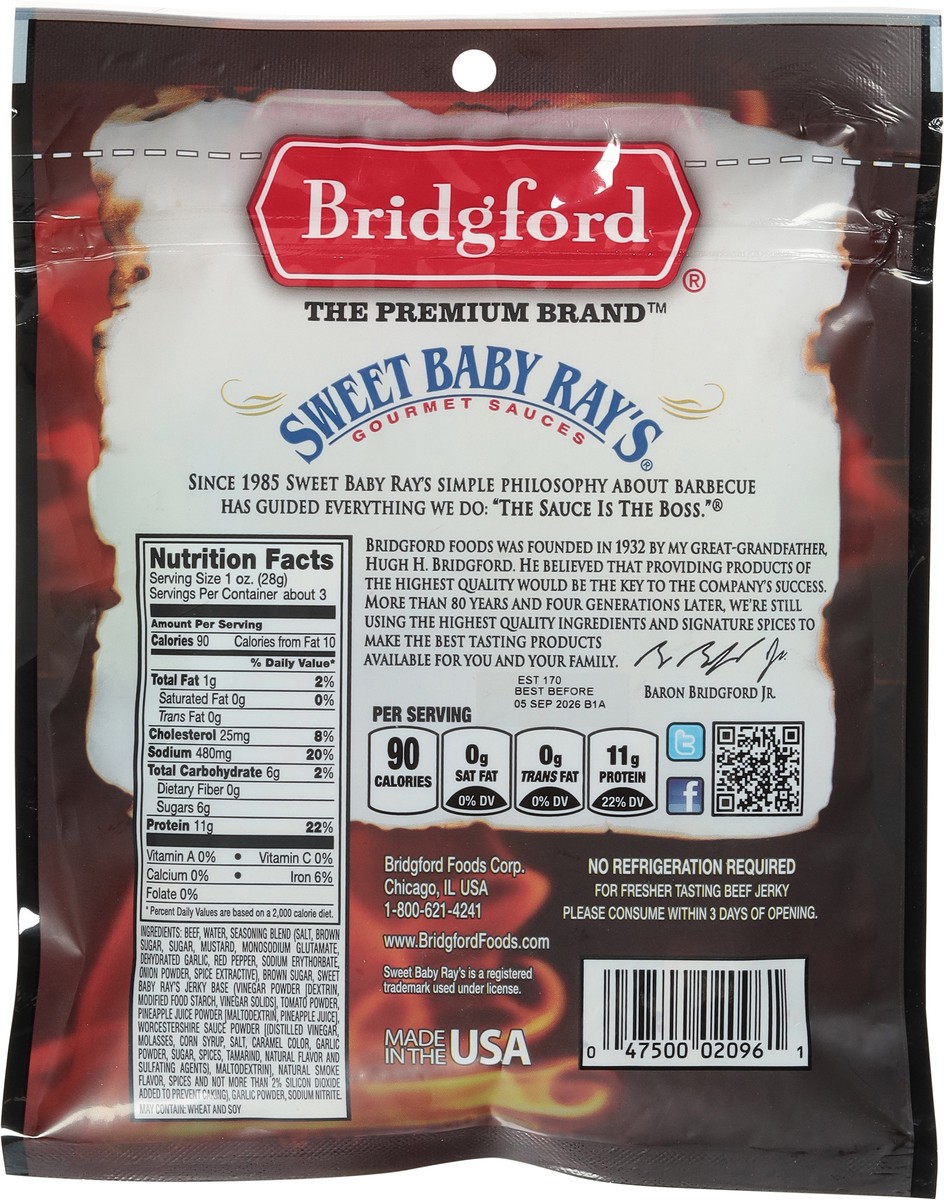 Bridgford®
THE PREMIUM BRAND™
SWEET BABY RAY'S®
GOURMET SAUCES
SINCE 1985 SWEET BABY RAY'S SIMPLE PHILOSOPHY ABOUT BARBECUE
HAS GUIDED EVERYTHING WE DO: “THE SAUCE IS THE BOSS.”®
BRIDGFORD FOODS WAS FOUNDED IN 1932 BY MY GREAT-GRANDFATHER,
HUGH H. BRIDGFORD. HE BELIEVED THAT PROVIDING PRODUCTS OF
THE HIGHEST QUALITY WOULD BE THE KEY TO THE COMPANY'S SUCCESS.
MORE THAN 80 YEARS AND FOUR GENERATIONS LATER, WE'RE STILL
USING THE HIGHEST QUALITY INGREDIENTS AND SIGNATURE SPICES TO
MAKE THE BEST TASTING PRODUCTS
AVAILABLE FOR YOU AND YOUR FAMILY.
BARON BRIDGFORD JR.
EST 170
BEST BEFORE
05 SEP 2026 B1A
PER SERVING
90 CALORIES
0g SAT FAT 0% DV
0g TRANS FAT 0% DV
11g PROTEIN 22% DV
Nutrition Facts
Serving Size 1 oz. (28g)
Servings Per Container about 3
Amount Per Serving
Calories 90 Calories from Fat 10
% Daily Value*
Total Fat 1g 2%
Saturated Fat 0g 0%
Trans Fat 0g
Cholesterol 25mg 8%
Sodium 480mg 20%
Total Carbohydrate 6g 2%
Dietary Fiber 0g
Sugars 6g
Protein 11g 22%
Vitamin A 0% • Vitamin C 0%
Calcium 0% • Iron 6%
Folate 0%
* Percent Daily Values are based on a 2,000 calorie diet.
INGREDIENTS: BEEF, WATER, SEASONING BLEND (SALT, BROWN
SUGAR, SUGAR, MUSTARD, MONOSODIUM GLUTAMATE,
DEHYDRATED GARLIC, RED PEPPER, SODIUM ERYTHORBATE,
ONION POWDER, SPICE EXTRACTIVE), BROWN SUGAR, SWEET
BABY RAY'S JERKY BASE (VINEGAR POWDER [DEXTRIN,
MODIFIED FOOD STARCH, VINEGAR SOLIDS], TOMATO POWDER,
PINEAPPLE JUICE POWDER [MALTODEXTRIN, PINEAPPLE JUICE],
WORCESTERSHIRE SAUCE POWDER [(DISTILLED VINEGAR,
MOLASSES, CORN SYRUP, SALT, CARAMEL COLOR, GARLIC
POWDER, SUGAR, SPICES, TAMARIND, NATURAL FLAVOR AND
SULFATING AGENTS), MALTODEXTRIN], NATURAL SMOKE
FLAVOR, SPICES AND NOT MORE THAN 2% SILICON DIOXIDE
ADDED TO PREVENT CAKING), GARLIC POWDER, SODIUM NITRITE.
MAY CONTAIN: WHEAT AND SOY
Bridgford Foods Corp.
Chicago, IL USA
1-800-621-4241
www.BridgfordFoods.com
Sweet Baby Ray's is a registered
trademark used under license.
MADE IN THE USA
NO REFRIGERATION REQUIRED
FOR FRESHER TASTING BEEF JERKY
PLEASE CONSUME WITHIN 3 DAYS OF OPENING.
0 47500 02096 1